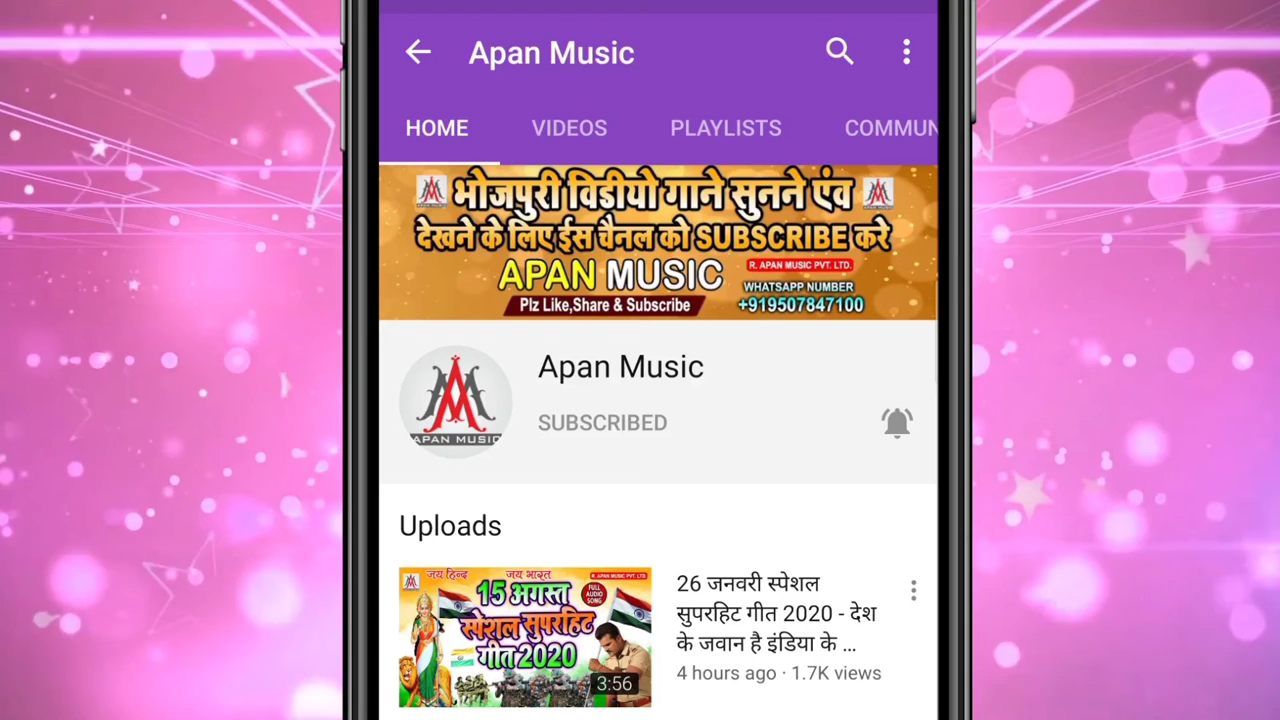 Apan Music
HOME VIDEOS PLAYLISTS COMMUN
भोजपुरी विडीयो गाने सुनने एंव
देखने के लिए ईस चैनल को SUBSCRIBE करे
APAN MUSIC
R. APAN MUSIC PVT. LTD.
WHATSAPP NUMBER
Plz Like,Share & Subscribe
+919507847100
Apan Music
SUBSCRIBED
APAN MUSIC
Uploads
जय हिन्द जय भारत R. APAN MUSIC PVT. LTD
15 अगस्त
FULL
AUDIO
SONG
स्पेशल सुपरहिट
गीत 2020
3:56
26 जनवरी स्पेशल
सुपरहिट गीत 2020 - देश
के जवान है इंडिया के ...
4 hours ago · 1.7K views